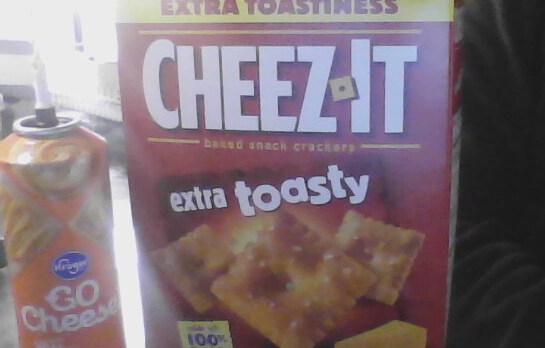 EXTRA TOASTINESS
CHEEZ-IT
baked snack crackers
extra toasty
Kroger
GO
Cheese
100%